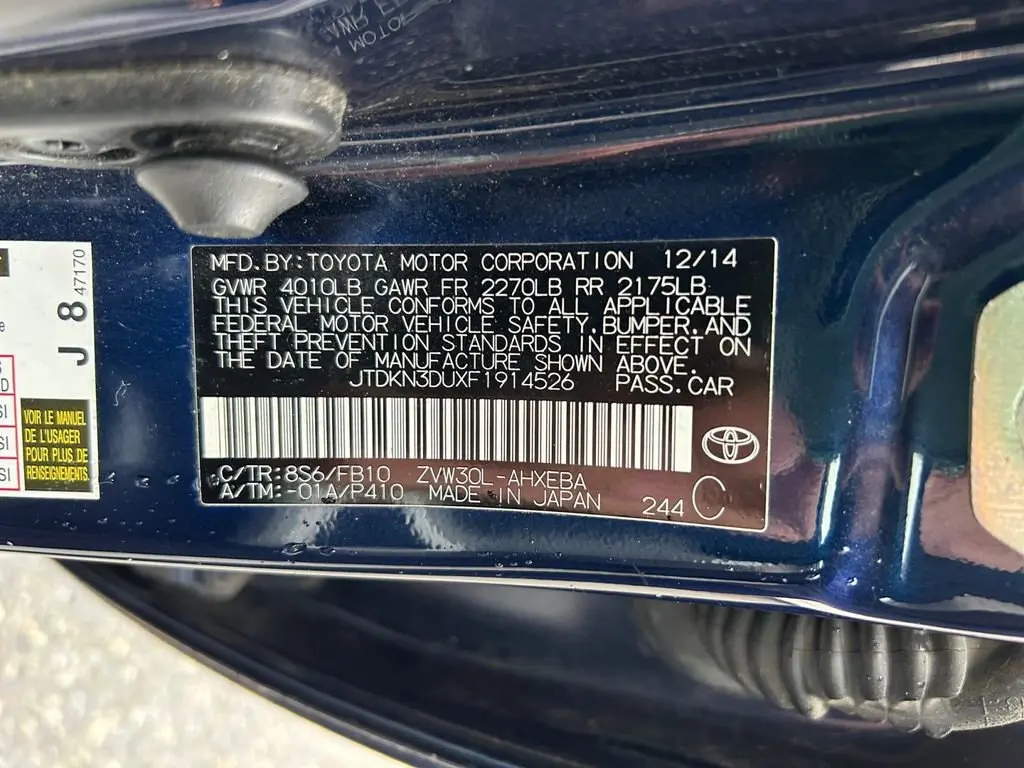 MFD.BY:TOYOTA MOTOR CORPORATION 12/14
GVWR 4010LB GAWR FR 2270LB RR 2175LB
THIS VEHICLE CONFORMS TO ALL APPLICABLE
FEDERAL MOTOR VEHICLE SAFETY,BUMPER,AND
THEFT PREVENTION STANDARDS IN EFFECT ON
THE DATE OF MANUFACTURE SHOWN ABOVE.
JTDKN3DUXF1914526 PASS.CAR
C/TR:8S6/FB10 ZVW30L-AHXEBA
A/TM:-01A/P410 MADE IN JAPAN 244 C
J 8 47170
VOIR LE MANUEL
DE L'USAGER
POUR PLUS DE
RENSEIGNEMENTS.
MOTOR